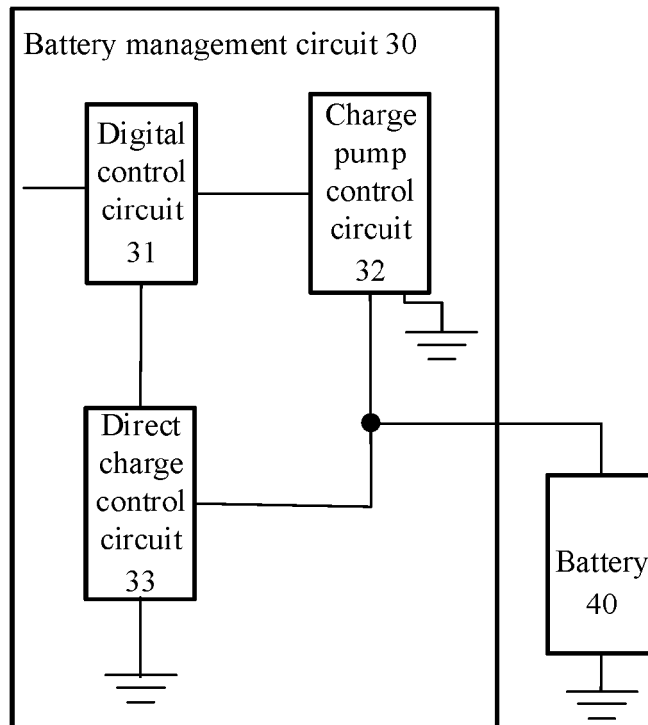 Battery management circuit 30
Digital
control
circuit
31
Charge
pump
control
circuit
32
Direct
charge
control
circuit
33
Battery
40